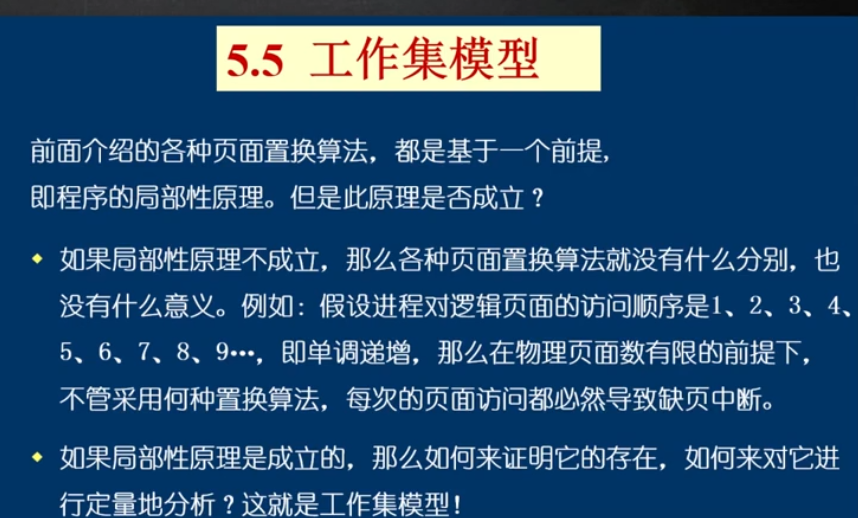 5.5 工作集模型
前面介绍的各种页面置换算法，都是基于一个前提,
即程序的局部性原理。但是此原理是否成立？
如果局部性原理不成立，那么各种页面置换算法就没有什么分别，也
没有什么意义。例如：假设进程对逻辑页面的访问顺序是1、2、3、4、
5、6、7、8、9…，即单调递增，那么在物理页面数有限的前提下，
不管采用何种置换算法，每次的页面访问都必然导致缺页中断。
如果局部性原理是成立的，那么如何来证明它的存在，如何来对它进
行定量地分析？这就是工作集模型！